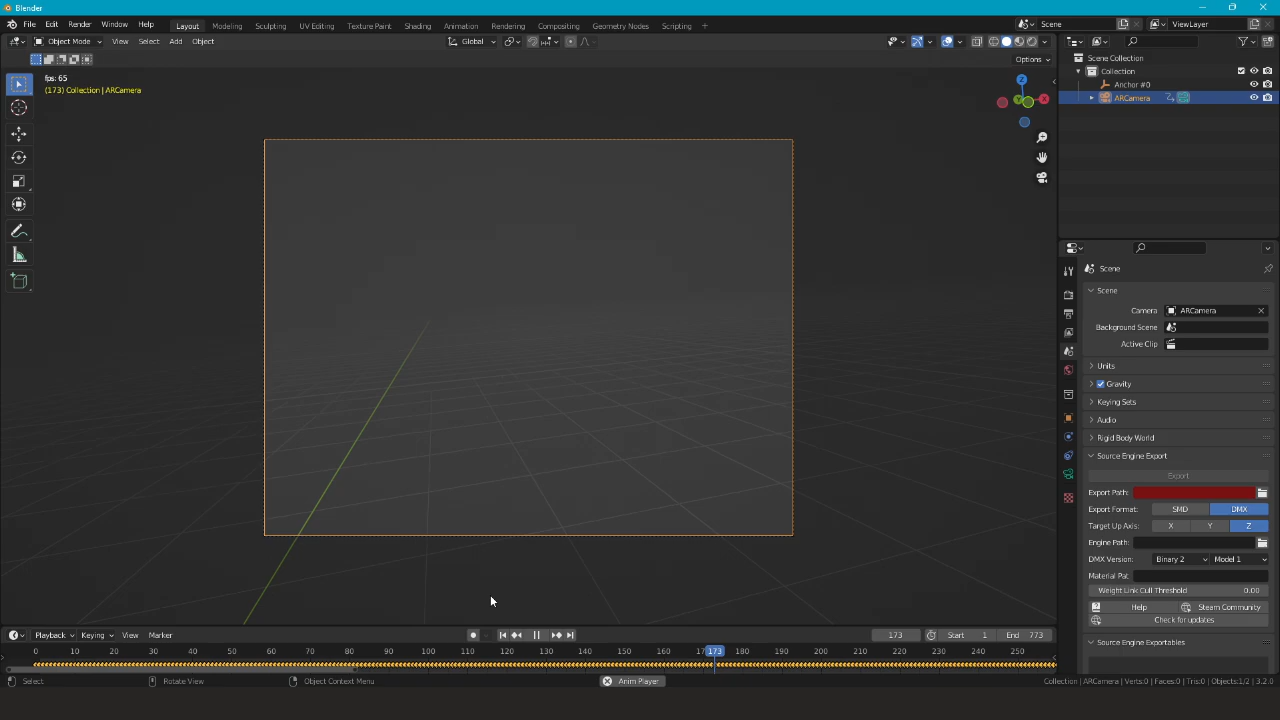 Blender
File Edit Render Window Help Layout Modeling Sculpting UV Editing Texture Paint Shading Animation Rendering Compositing Geometry Nodes Scripting + Scene ViewLayer
Object Mode View Select Add Object Global
Options
fps: 65
(173) Collection | ARCamera
Z
Y
X
Scene Collection
Collection
Anchor #0
ARCamera
Scene
Scene
Camera ARCamera
Background Scene
Active Clip
Units
Gravity
Keying Sets
Audio
Rigid Body World
Source Engine Export
Export
Export Path:
Export Format: SMD DMX
Target Up Axis: X Y Z
Engine Path:
DMX Version: Binary 2 Model 1
Material Pat:
Weight Link Cull Threshold 0.00
Help Steam Community
Check for updates
Source Engine Exportables
Playback Keying View Marker 173 Start 1 End 773
0 10 20 30 40 50 60 70 80 90 100 110 120 130 140 150 160 17 173 180 190 200 210 220 230 240 250
Select Rotate View Object Context Menu Anim Player Collection | ARCamera | Verts:0 | Faces:0 | Tris:0 | Objects:1/2 | 3.2.0